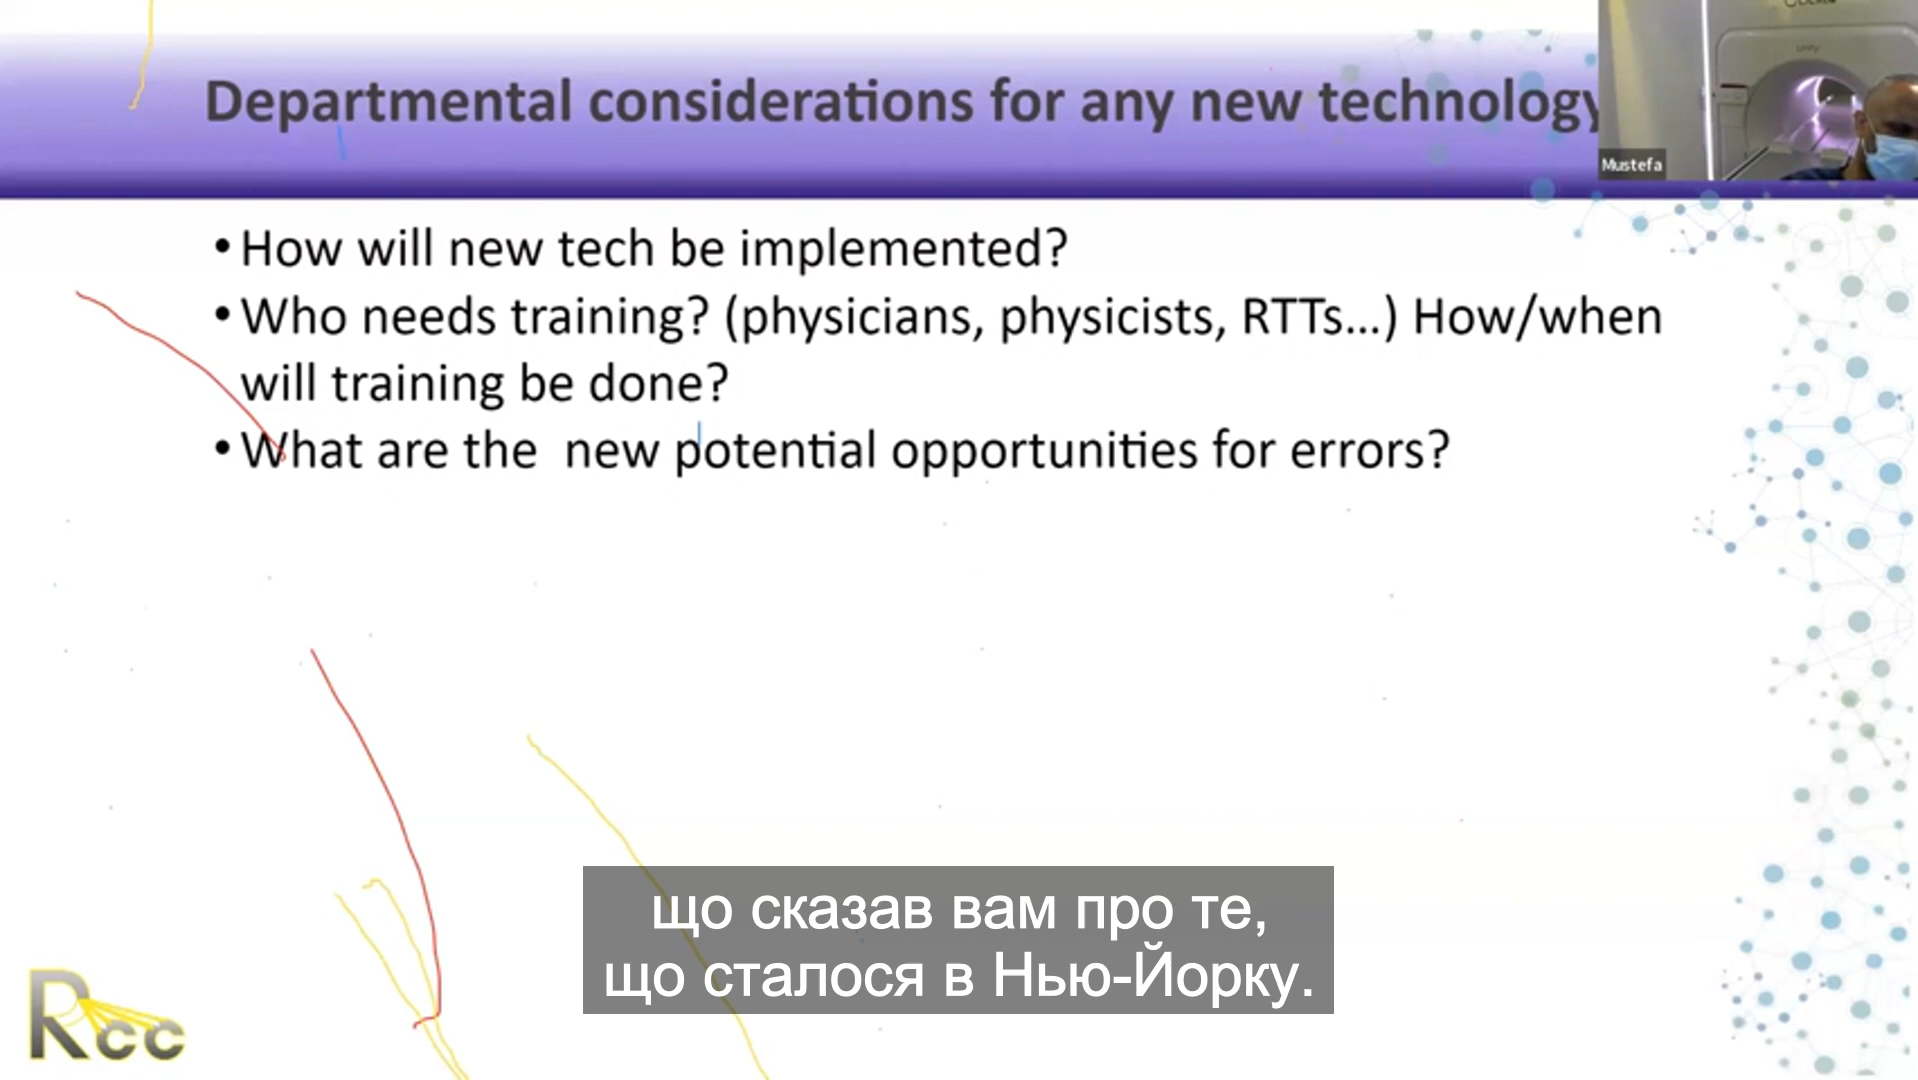 Departmental considerations for any new technology
Unity
Mustefa
•How will new tech be implemented?
•Who needs training? (physicians, physicists, RTTs...) How/when
will training be done?
•What are the  new potential opportunities for errors?
що сказав вам про те,
що сталося в Нью-Йорку.
Rcc